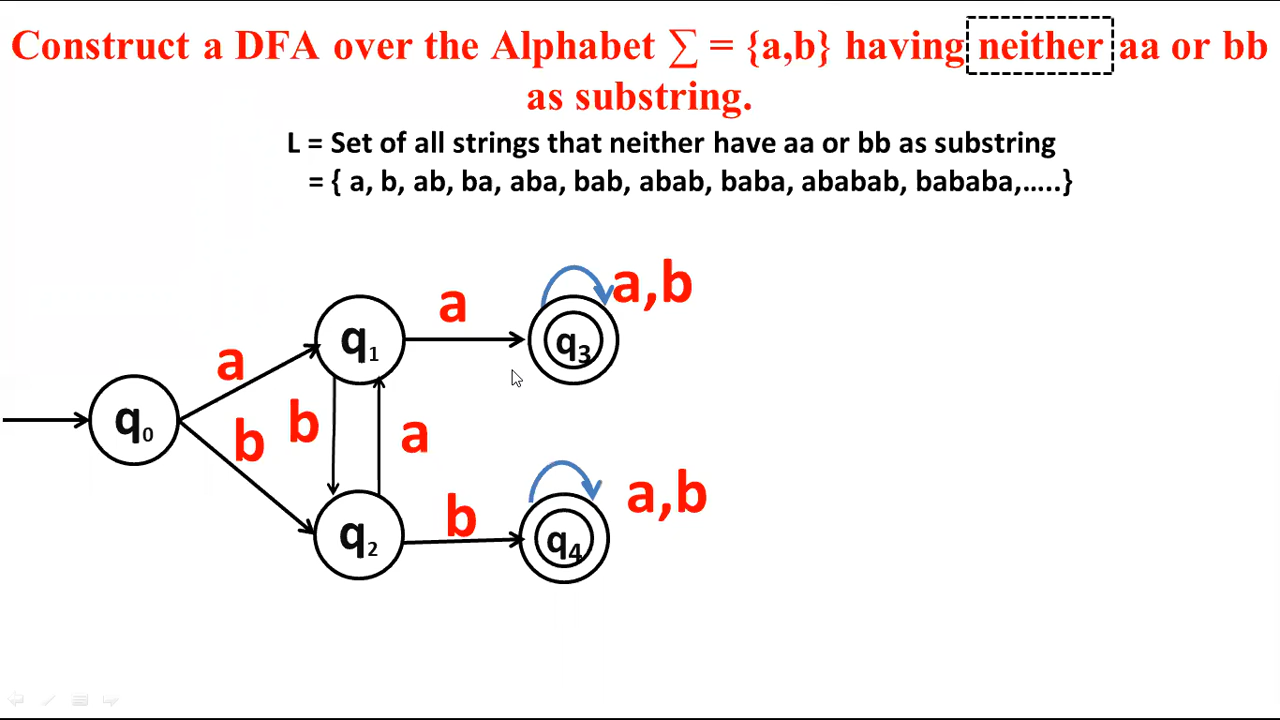 Construct a DFA over the Alphabet ∑ = {a,b} having neither aa or bb
as substring.
L = Set of all strings that neither have aa or bb as substring
= { a, b, ab, ba, aba, bab, abab, baba, ababab, bababa,…..}
a,b
a
a
q1
q3
q0
b
b
a
a,b
b
q2
q4